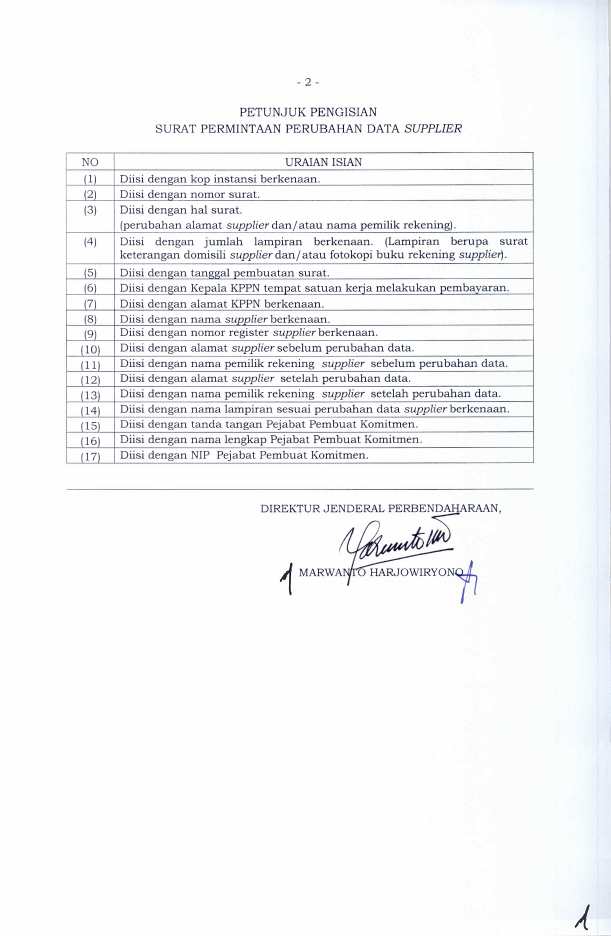 - 2 -
PETUNJUK PENGISIAN
SURAT PERMINTAAN PERUBAHAN DATA SUPPLIER
NO URAIAN ISIAN
(1) Diisi dengan kop instansi berkenaan.
(2) Diisi dengan nomor surat.
(3) Diisi dengan hal surat.
(perubahan alamat supplier dan/atau nama pemilik rekening).
(4) Diisi dengan jumlah lampiran berkenaan. (Lampiran berupa surat
keterangan domisili supplier dan/atau fotokopi buku rekening supplier).
(5) Diisi dengan tanggal pembuatan surat.
(6) Diisi dengan Kepala KPPN tempat satuan kerja melakukan pembayaran.
(7) Diisi dengan alamat KPPN berkenaan.
(8) Diisi dengan nama supplier berkenaan.
(9) Diisi dengan nomor register supplier berkenaan.
(10) Diisi dengan alamat supplier sebelum perubahan data.
(11) Diisi dengan nama pemilik rekening supplier sebelum perubahan data.
(12) Diisi dengan alamat supplier setelah perubahan data.
(13) Diisi dengan nama pemilik rekening supplier setelah perubahan data.
(14) Diisi dengan nama lampiran sesuai perubahan data supplier berkenaan.
(15) Diisi dengan tanda tangan Pejabat Pembuat Komitmen.
(16) Diisi dengan nama lengkap Pejabat Pembuat Komitmen.
(17) Diisi dengan NIP Pejabat Pembuat Komitmen.
DIREKTUR JENDERAL PERBENDAHARAAN,
MARWANTO HARJOWIRYONO